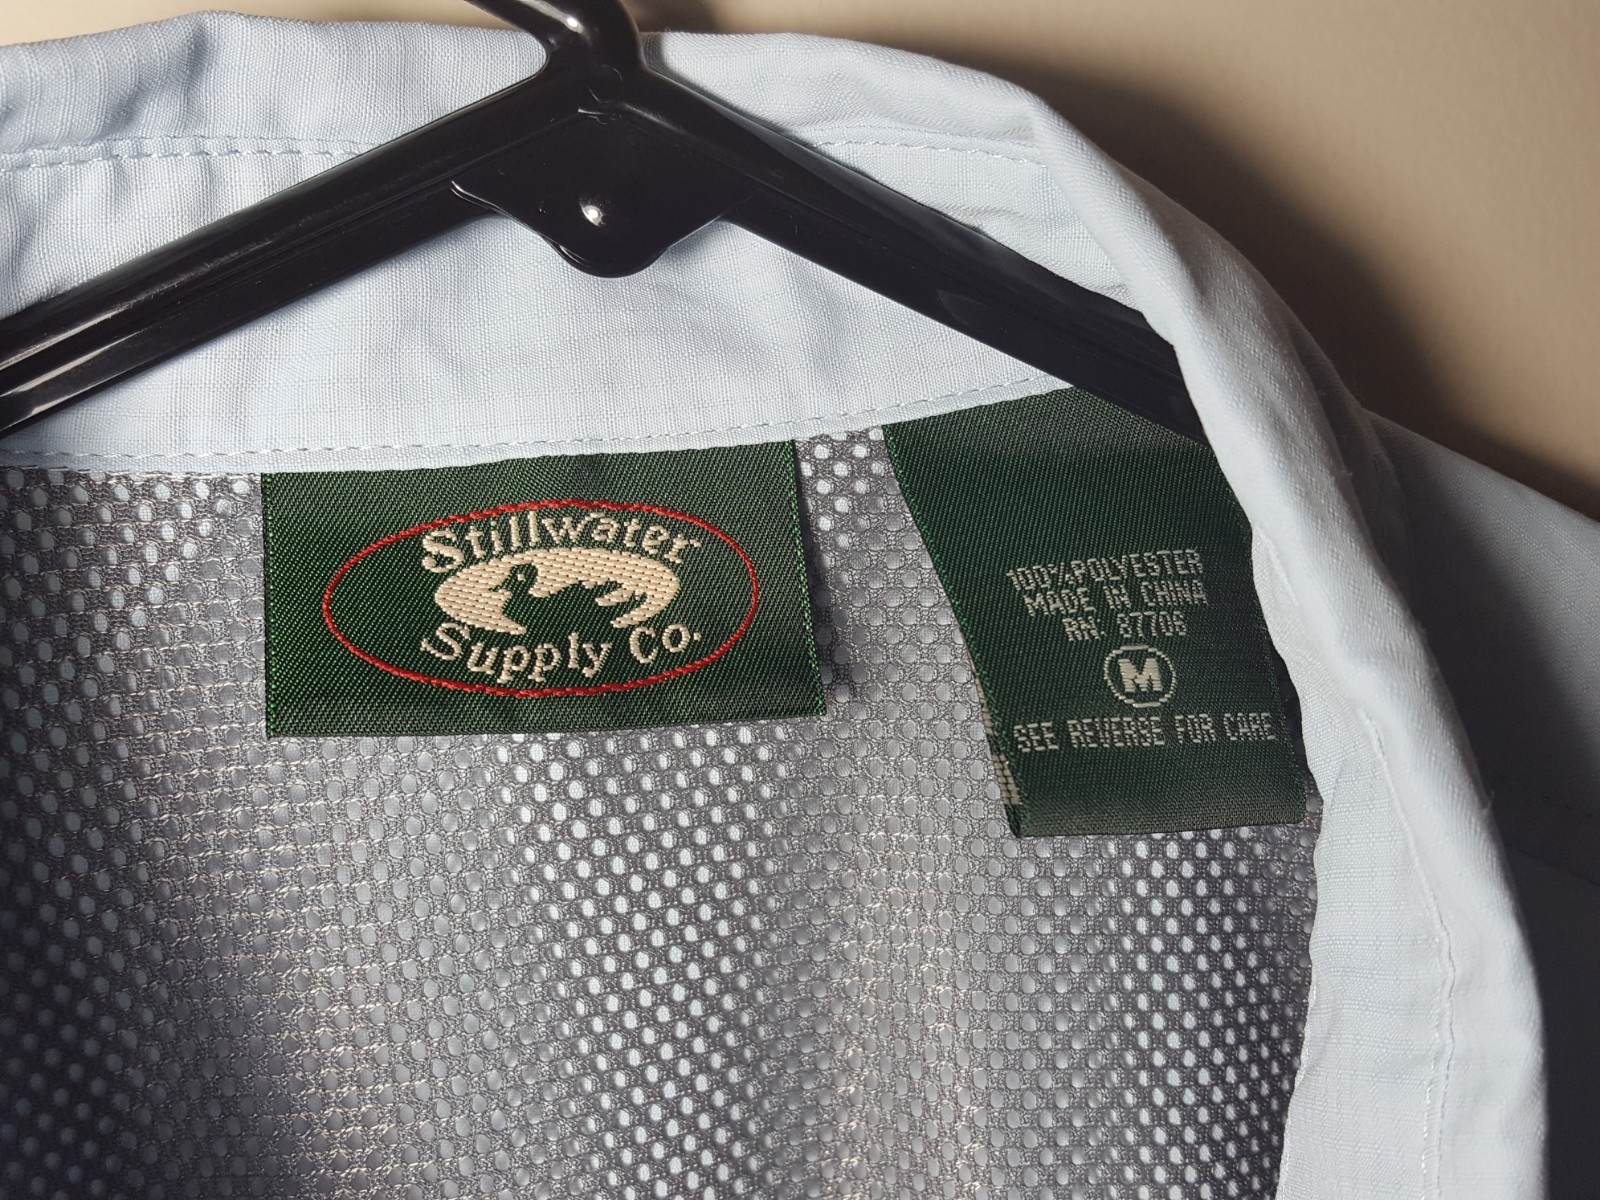 Stillwater
Supply Co.
100% POLYESTER
MADE IN CHINA
RN. 87706
M
SEE REVERSE FOR CARE